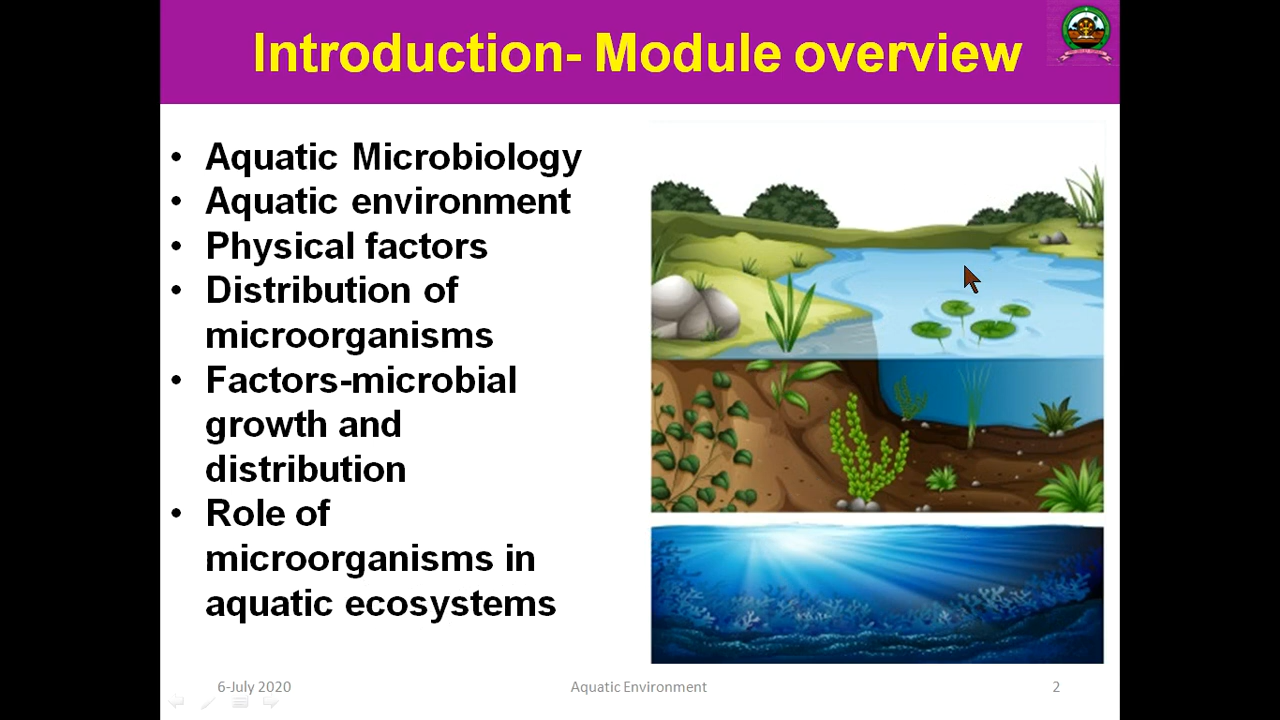 Introduction- Module overview
• Aquatic Microbiology
• Aquatic environment
• Physical factors
• Distribution of
microorganisms
• Factors-microbial
growth and
distribution
• Role of
microorganisms in
aquatic ecosystems
6-July 2020
Aquatic Environment
2